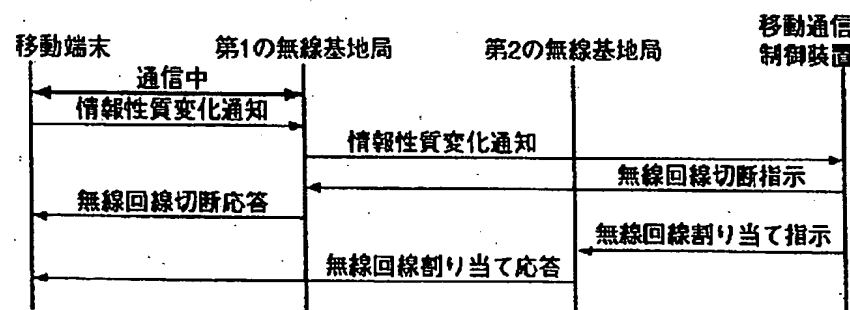 移動端末
第1の無線基地局
第2の無線基地局
移動通信
制御装置
通信中
情報性質変化通知
情報性質変化通知
無線回線切断指示
無線回線切断応答
無線回線割り当て指示
無線回線割り当て応答